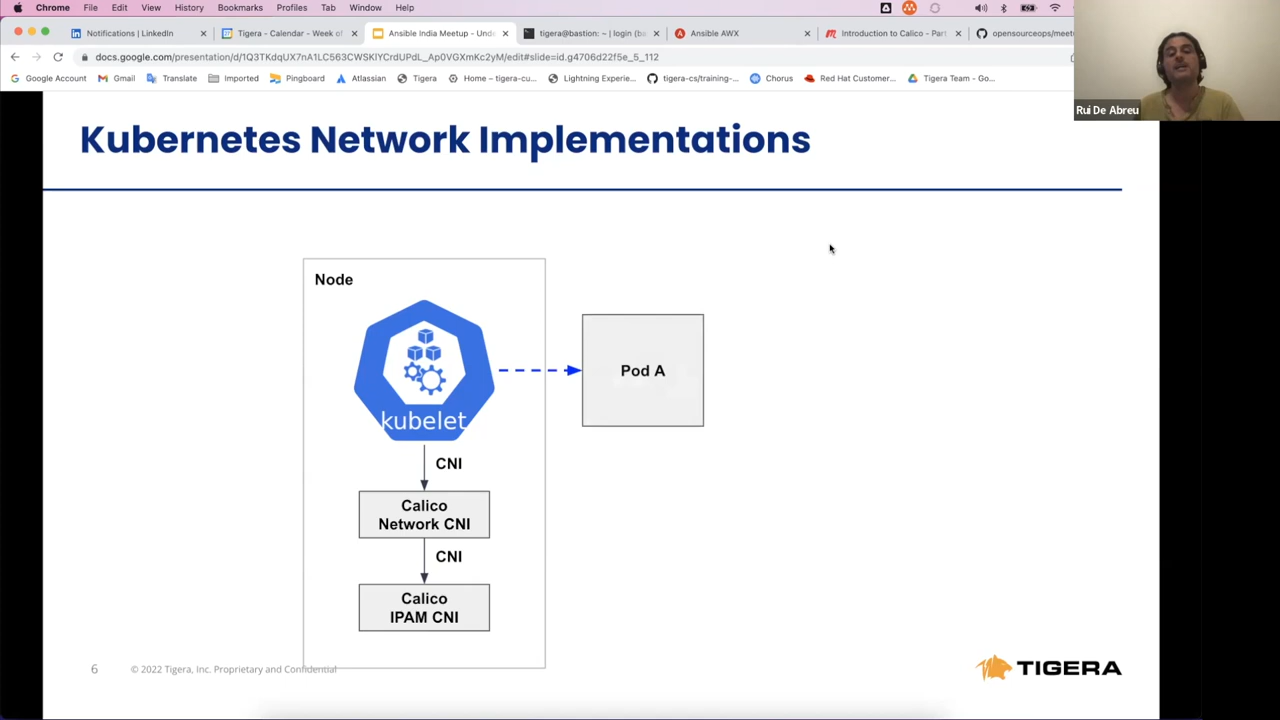 Chrome File Edit View History Bookmarks Profiles Tab Window Help
Notifications | LinkedIn
Tigera - Calendar - Week of
Ansible India Meetup - Unde
tigera@bastion: ~ | login (ba
Ansible AWX
Introduction to Calico - Part
opensourceops/meet
docs.google.com/presentation/d/1Q3TKdqUX7nA1LC563CWSKlYCrdUPdL_Ap0VGXmKc2yM/edit#slide=id.g4706d22f5e_5_112
Google Account Gmail Translate Imported Pingboard Atlassian Tigera Home – tigera-cu... Lightning Experie... tigera-cs/training-... Chorus Red Hat Customer... Tigera Team - Go...
Rui De Abreu
Kubernetes Network Implementations
Node
kubelet
Pod A
CNI
Calico
Network CNI
CNI
Calico
IPAM CNI
6
© 2022 Tigera, Inc. Proprietary and Confidential
TIGERA